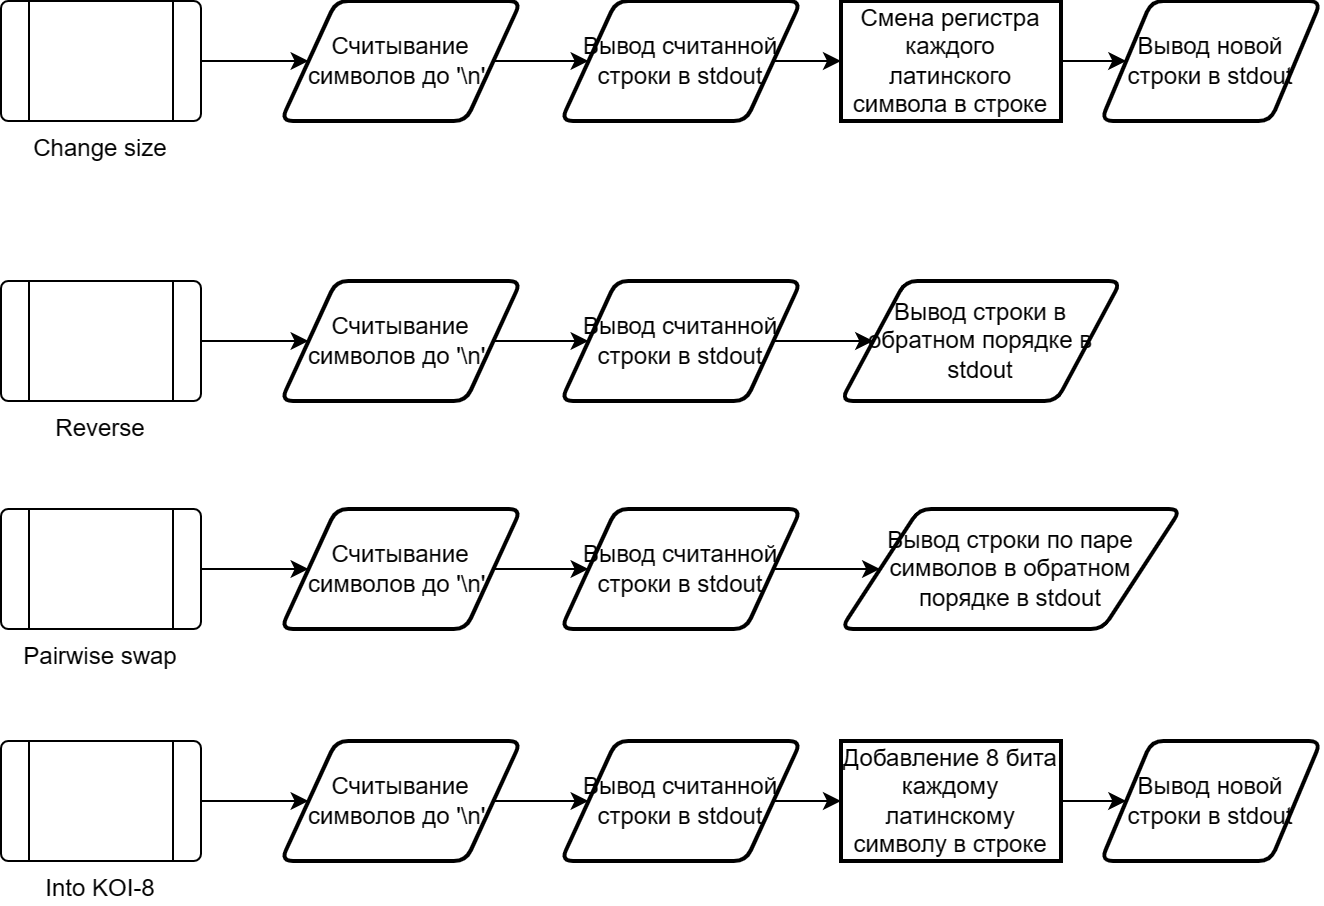 Считывание
символов до '\n'
Вывод считанной
строки в stdout
Смена регистра
каждого
латинского
символа в строке
Вывод новой
строки в stdout
Change size
Считывание
символов до '\n'
Вывод считанной
строки в stdout
Вывод строки в
обратном порядке в
stdout
Reverse
Считывание
символов до '\n'
Вывод считанной
строки в stdout
Вывод строки по паре
символов в обратном
порядке в stdout
Pairwise swap
Считывание
символов до '\n'
Вывод считанной
строки в stdout
Добавление 8 бита
каждому
латинскому
символу в строке
Вывод новой
строки в stdout
Into KOI-8